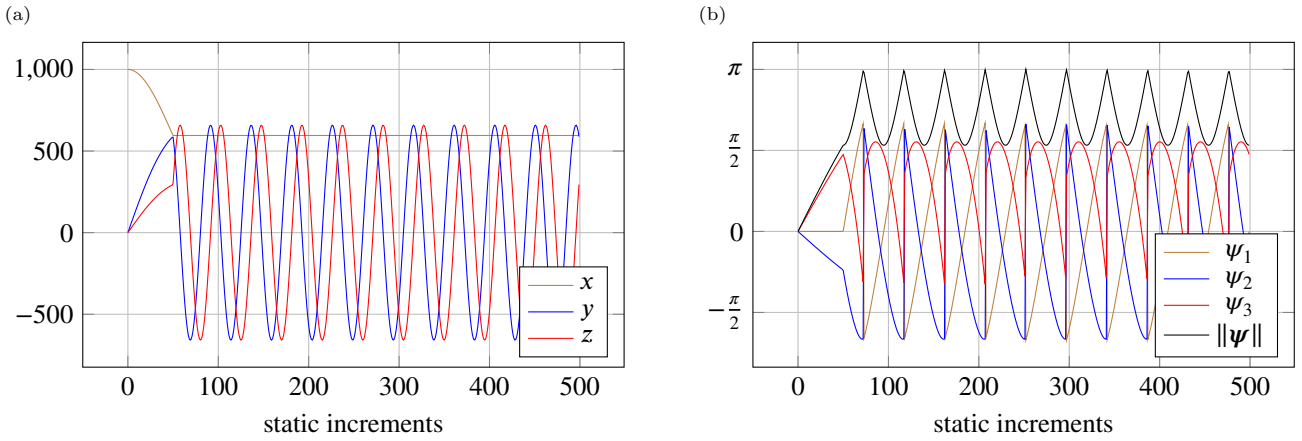 (a)
1,000
500
0
−500
0 100 200 300 400 500
static increments
x
y
z
(b)
π
π/2
0
−π/2
0 100 200 300 400 500
static increments
ψ₁
ψ₂
ψ₃
‖ψ‖